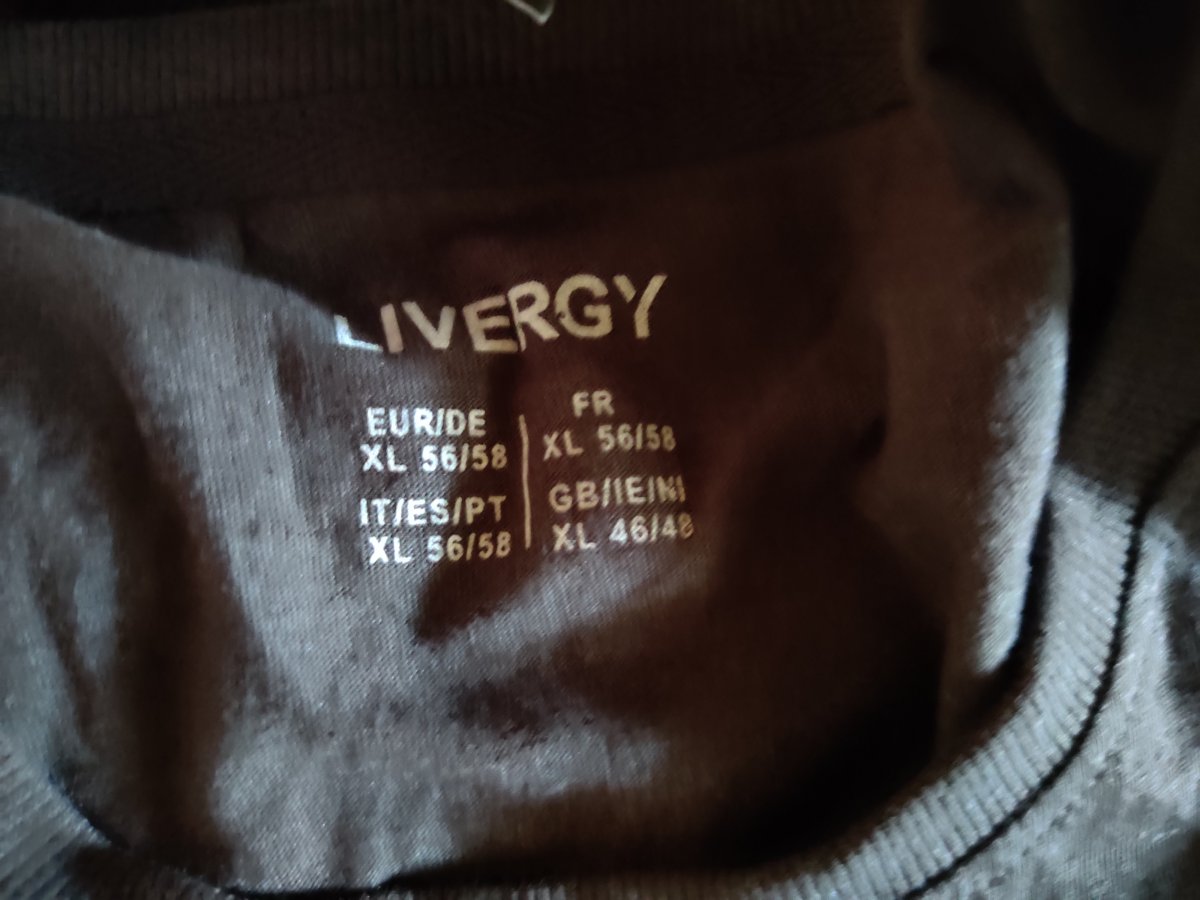 LIVERGY
EUR/DE
XL 56/58
FR
XL 56/58
IT/ES/PT
XL 56/58
GB/IE/NI
XL 46/48